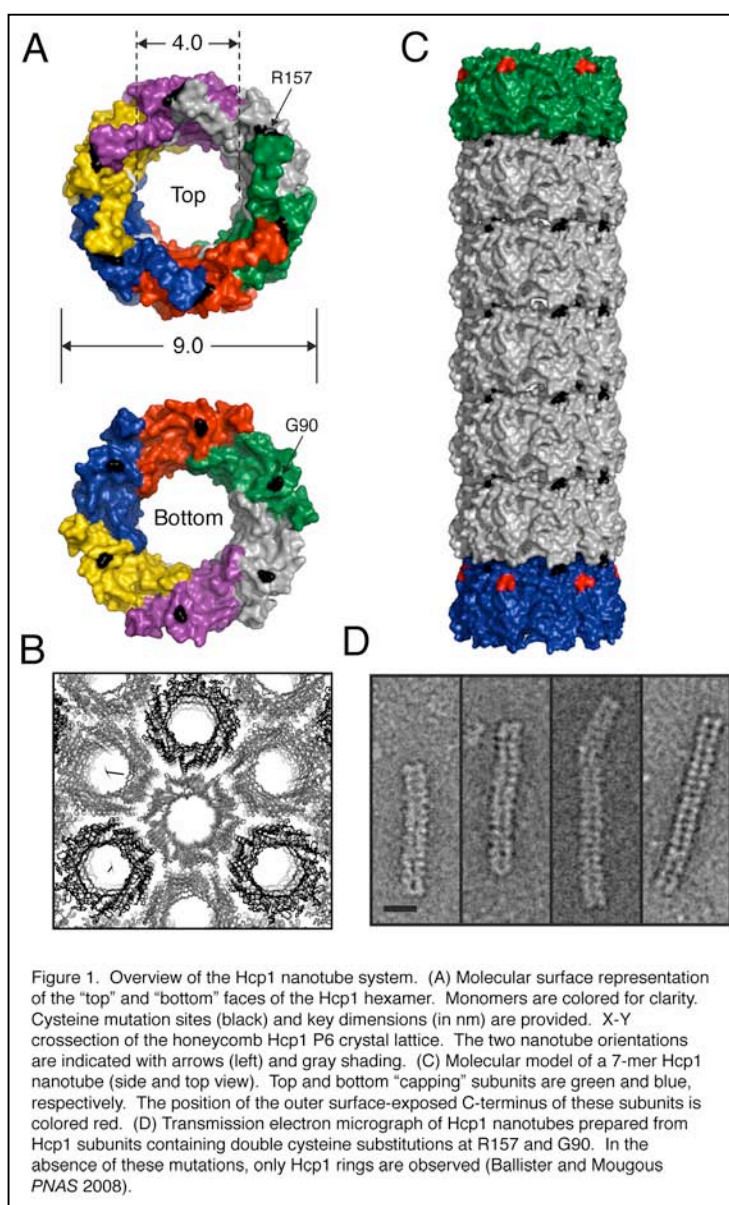 A
4.0
R157
Top
9.0
G90
Bottom
B
C
D
Figure 1. Overview of the Hcp1 nanotube system. (A) Molecular surface representation
of the “top” and “bottom” faces of the Hcp1 hexamer. Monomers are colored for clarity.
Cysteine mutation sites (black) and key dimensions (in nm) are provided. X-Y
crossection of the honeycomb Hcp1 P6 crystal lattice. The two nanotube orientations
are indicated with arrows (left) and gray shading. (C) Molecular model of a 7-mer Hcp1
nanotube (side and top view). Top and bottom “capping” subunits are green and blue,
respectively. The position of the outer surface-exposed C-terminus of these subunits is
colored red. (D) Transmission electron micrograph of Hcp1 nanotubes prepared from
Hcp1 subunits containing double cysteine substitutions at R157 and G90. In the
absence of these mutations, only Hcp1 rings are observed (Ballister and Mougous
PNAS 2008).